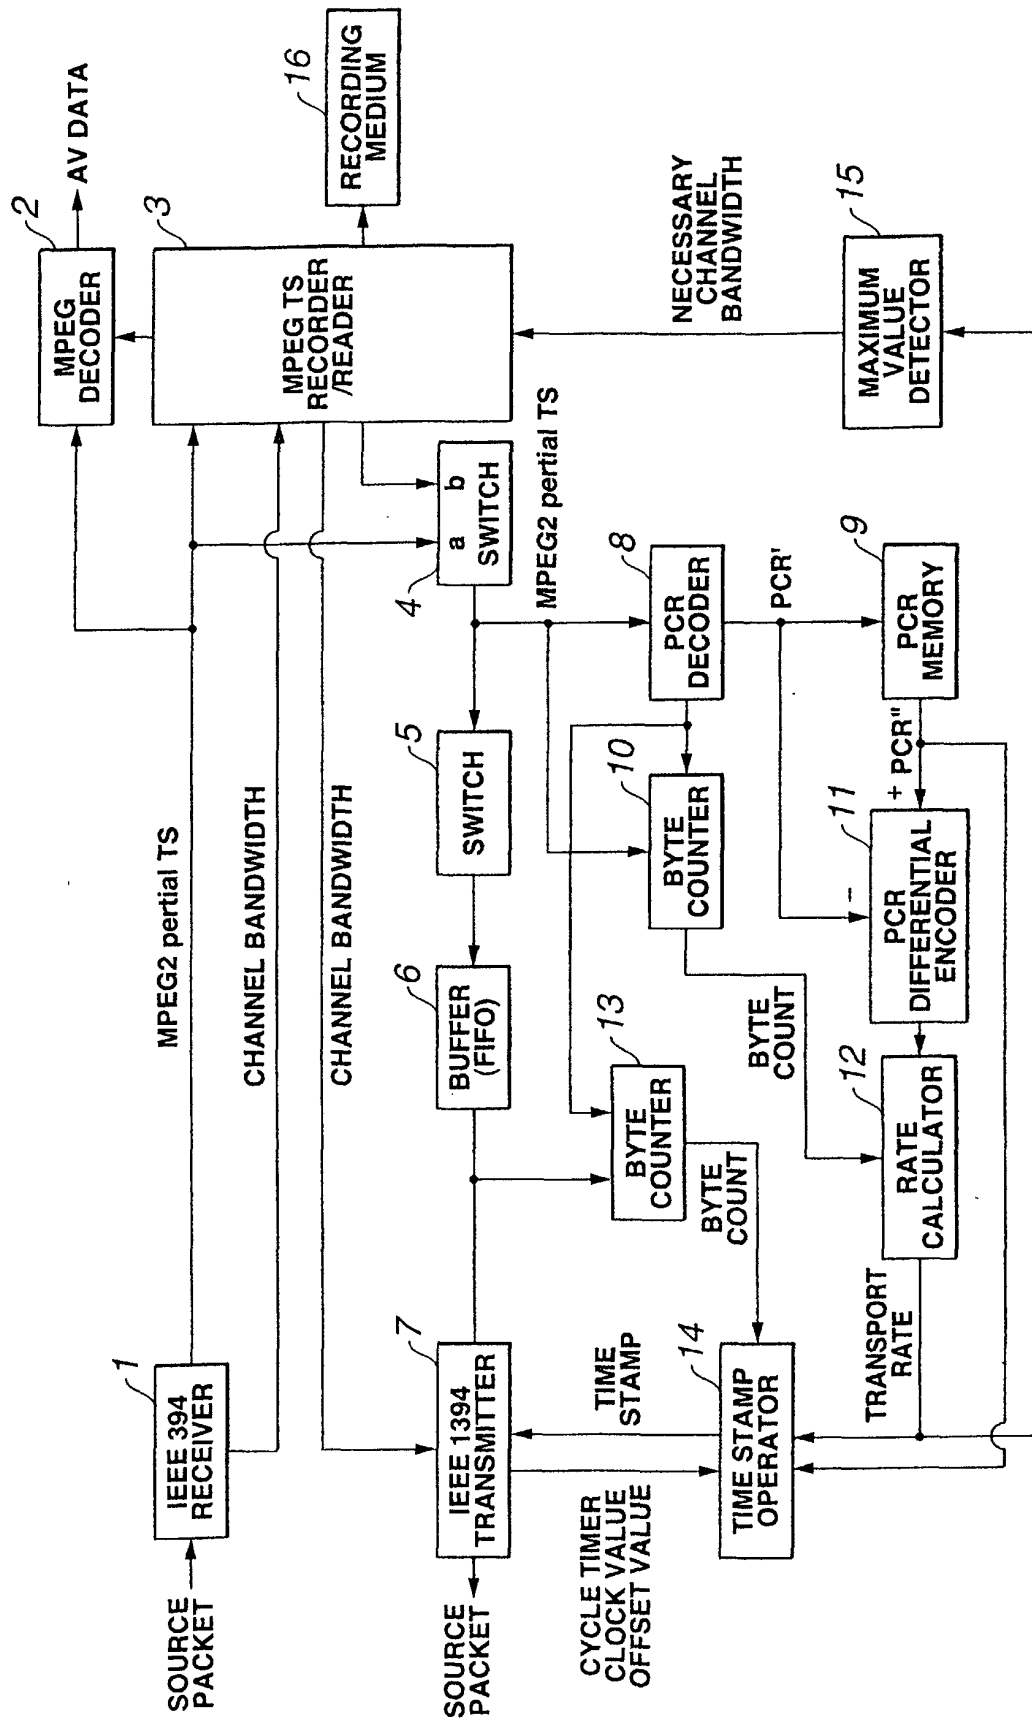 SOURCE
PACKET
1
IEEE 394
RECEIVER
MPEG2 pertial TS
CHANNEL BANDWIDTH
CHANNEL BANDWIDTH
2
MPEG
DECODER
AV DATA
3
MPEG TS
RECORDER
/READER
16
RECORDING
MEDIUM
4
a b
SWITCH
5
SWITCH
6
BUFFER
(FIFO)
7
IEEE 1394
TRANSMITTER
SOURCE
PACKET
MPEG2 pertial TS
8
PCR
DECODER
PCR'
9
PCR
MEMORY
+ PCR"
10
BYTE
COUNTER
BYTE
COUNT
11
−
PCR
DIFFERENTIAL
ENCODER
12
RATE
CALCULATOR
TRANSPORT
RATE
13
BYTE
COUNTER
BYTE
COUNT
14
TIME STAMP
OPERATOR
TIME
STAMP
CYCLE TIMER
CLOCK VALUE
OFFSET VALUE
NECESSARY
CHANNEL
BANDWIDTH
15
MAXIMUM
VALUE
DETECTOR